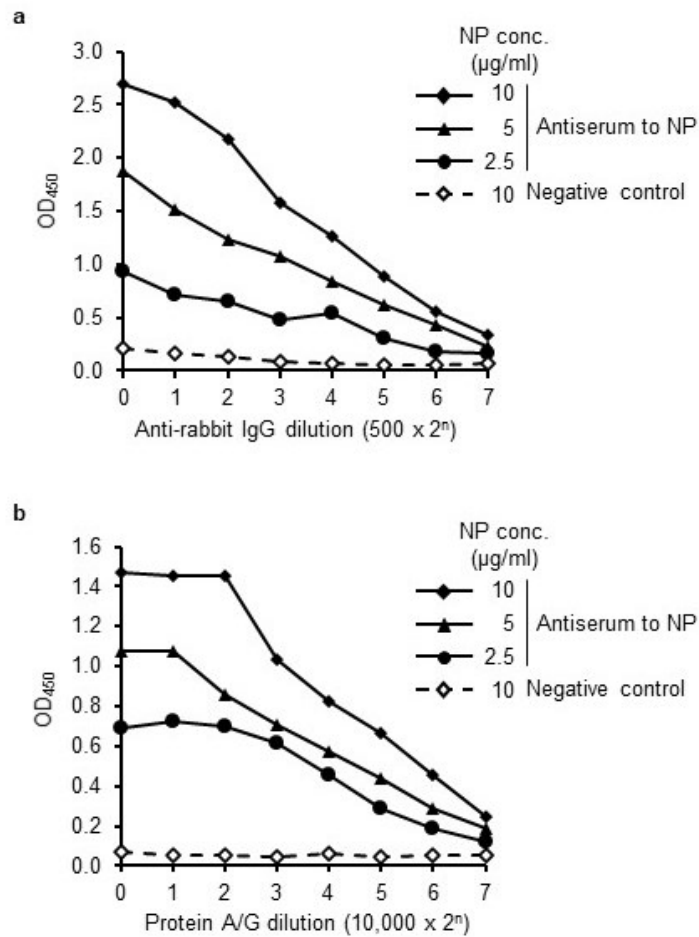 a
NP conc.
(µg/ml)
10
5
2.5
Antiserum to NP
10 Negative control
3.0
2.5
2.0
1.5
1.0
0.5
0.0
OD450
0 1 2 3 4 5 6 7
Anti-rabbit IgG dilution (500 x 2ⁿ)
b
NP conc.
(µg/ml)
10
5
2.5
Antiserum to NP
10 Negative control
1.6
1.4
1.2
1.0
0.8
0.6
0.4
0.2
0.0
OD450
0 1 2 3 4 5 6 7
Protein A/G dilution (10,000 x 2ⁿ)